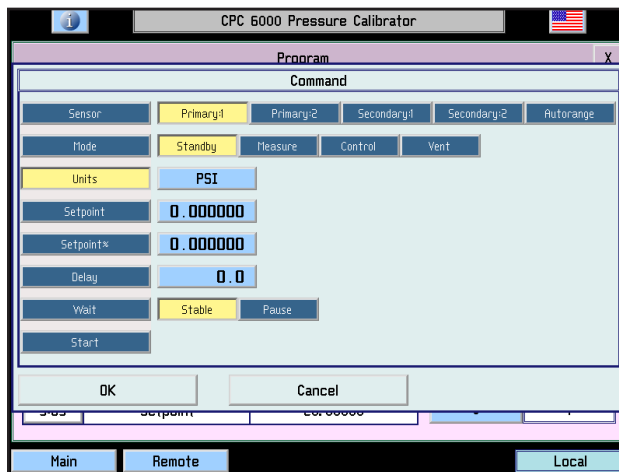 CPC 6000 Pressure Calibrator
Program X
Command
Sensor Primary:1 Primary:2 Secondary:1 Secondary:2 Autorange
Mode Standby Measure Control Vent
Units PSI
Setpoint 0.000000
Setpoint% 0.000000
Delay 0.0
Wait Stable Pause
Start
OK Cancel
Main Remote Local